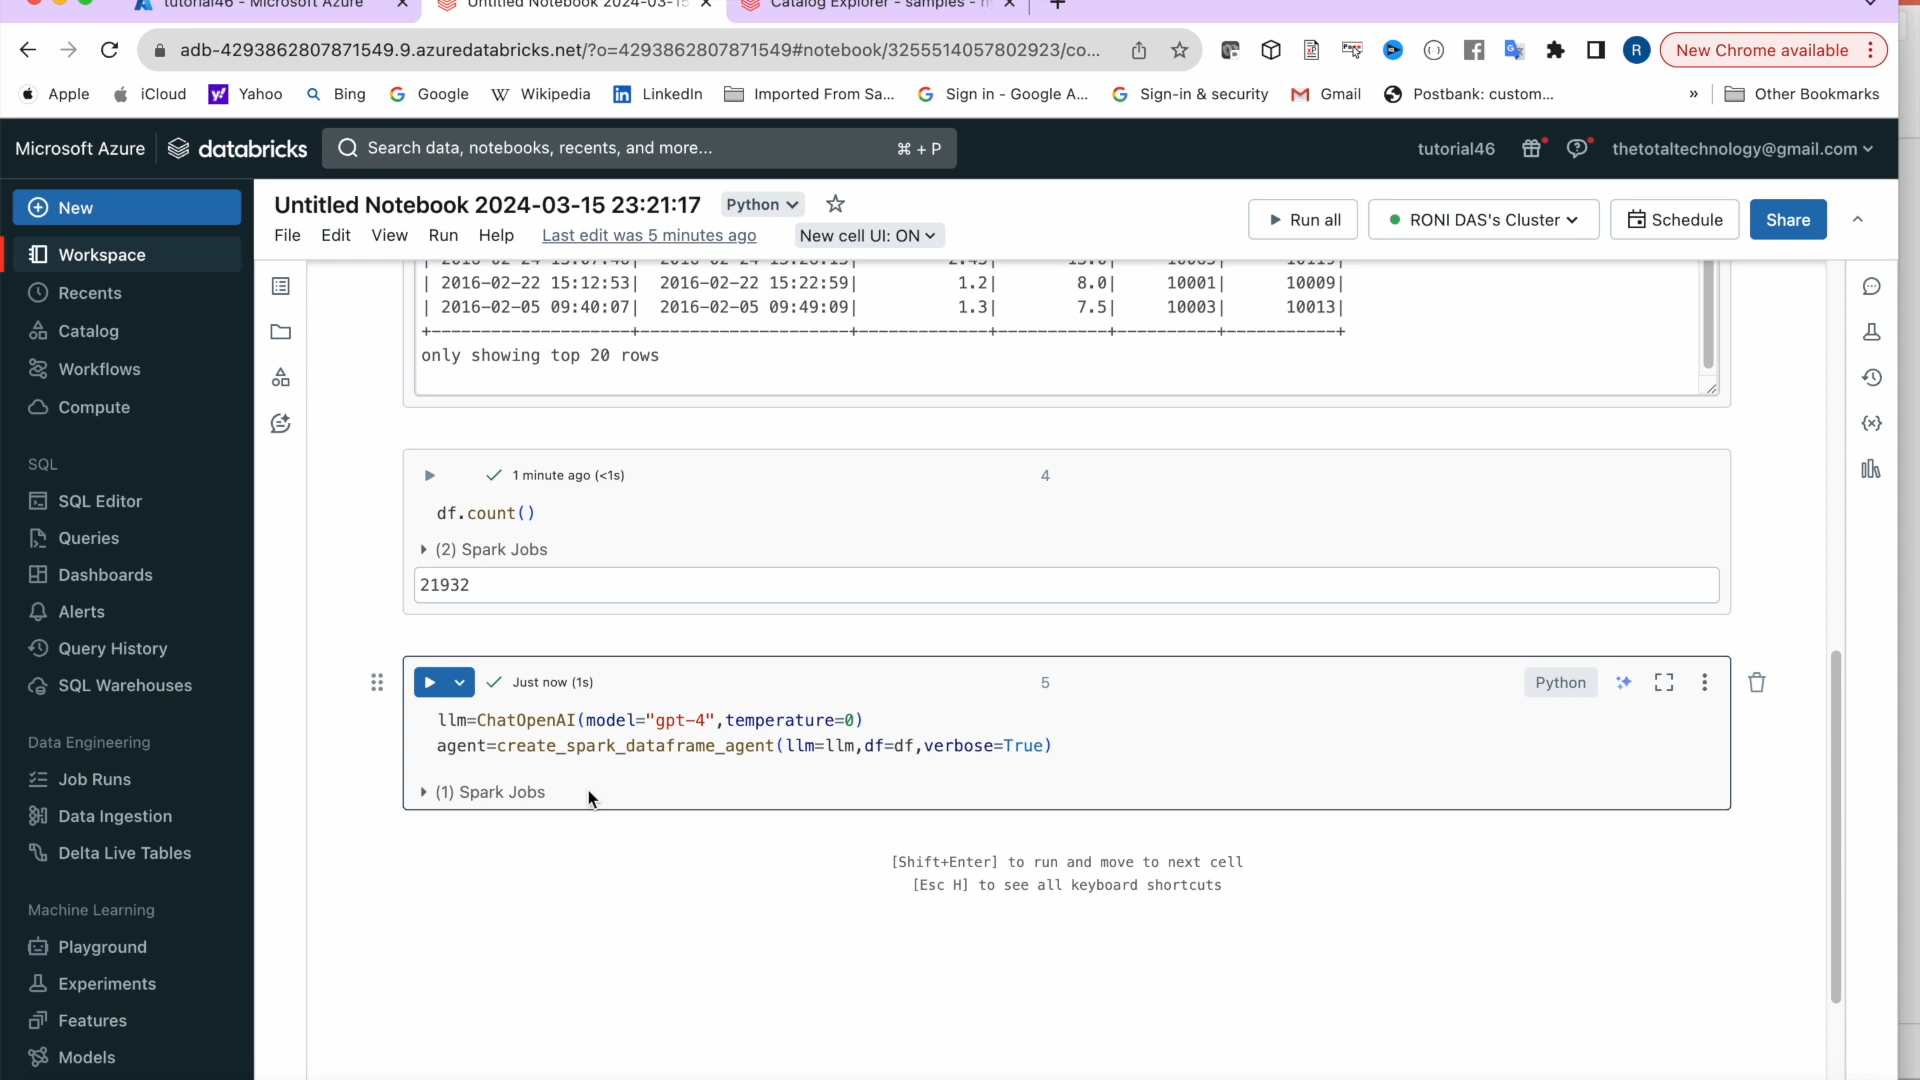 tutorial46 - Microsoft Azure
Untitled Notebook 2024-03-15
Catalog Explorer - samples -
adb-4293862807871549.9.azuredatabricks.net/?o=4293862807871549#notebook/3255514057802923/co...
R
New Chrome available
Apple
iCloud
Yahoo
Bing
Google
Wikipedia
LinkedIn
Imported From Sa...
Sign in - Google A...
Sign-in & security
Gmail
Postbank: custom...
»
Other Bookmarks
Microsoft Azure
databricks
Search data, notebooks, recents, and more...
⌘ + P
tutorial46
thetotaltechnology@gmail.com
New
Workspace
Recents
Catalog
Workflows
Compute
SQL
SQL Editor
Queries
Dashboards
Alerts
Query History
SQL Warehouses
Data Engineering
Job Runs
Data Ingestion
Delta Live Tables
Machine Learning
Playground
Experiments
Features
Models
Untitled Notebook 2024-03-15 23:21:17
Python
Run all
RONI DAS's Cluster
Schedule
Share
File Edit View Run Help
Last edit was 5 minutes ago
New cell UI: ON
| 2016-02-22 15:12:53| 2016-02-22 15:22:59| 1.2| 8.0| 10001| 10009|
| 2016-02-05 09:40:07| 2016-02-05 09:49:09| 1.3| 7.5| 10003| 10013|
+-------------------+--------------------+-------------+-----------+----------+-----------+
only showing top 20 rows
1 minute ago (<1s)
4
df.count()
(2) Spark Jobs
21932
Just now (1s)
5
Python
llm=ChatOpenAI(model="gpt-4",temperature=0)
agent=create_spark_dataframe_agent(llm=llm,df=df,verbose=True)
(1) Spark Jobs
[Shift+Enter] to run and move to next cell
[Esc H] to see all keyboard shortcuts